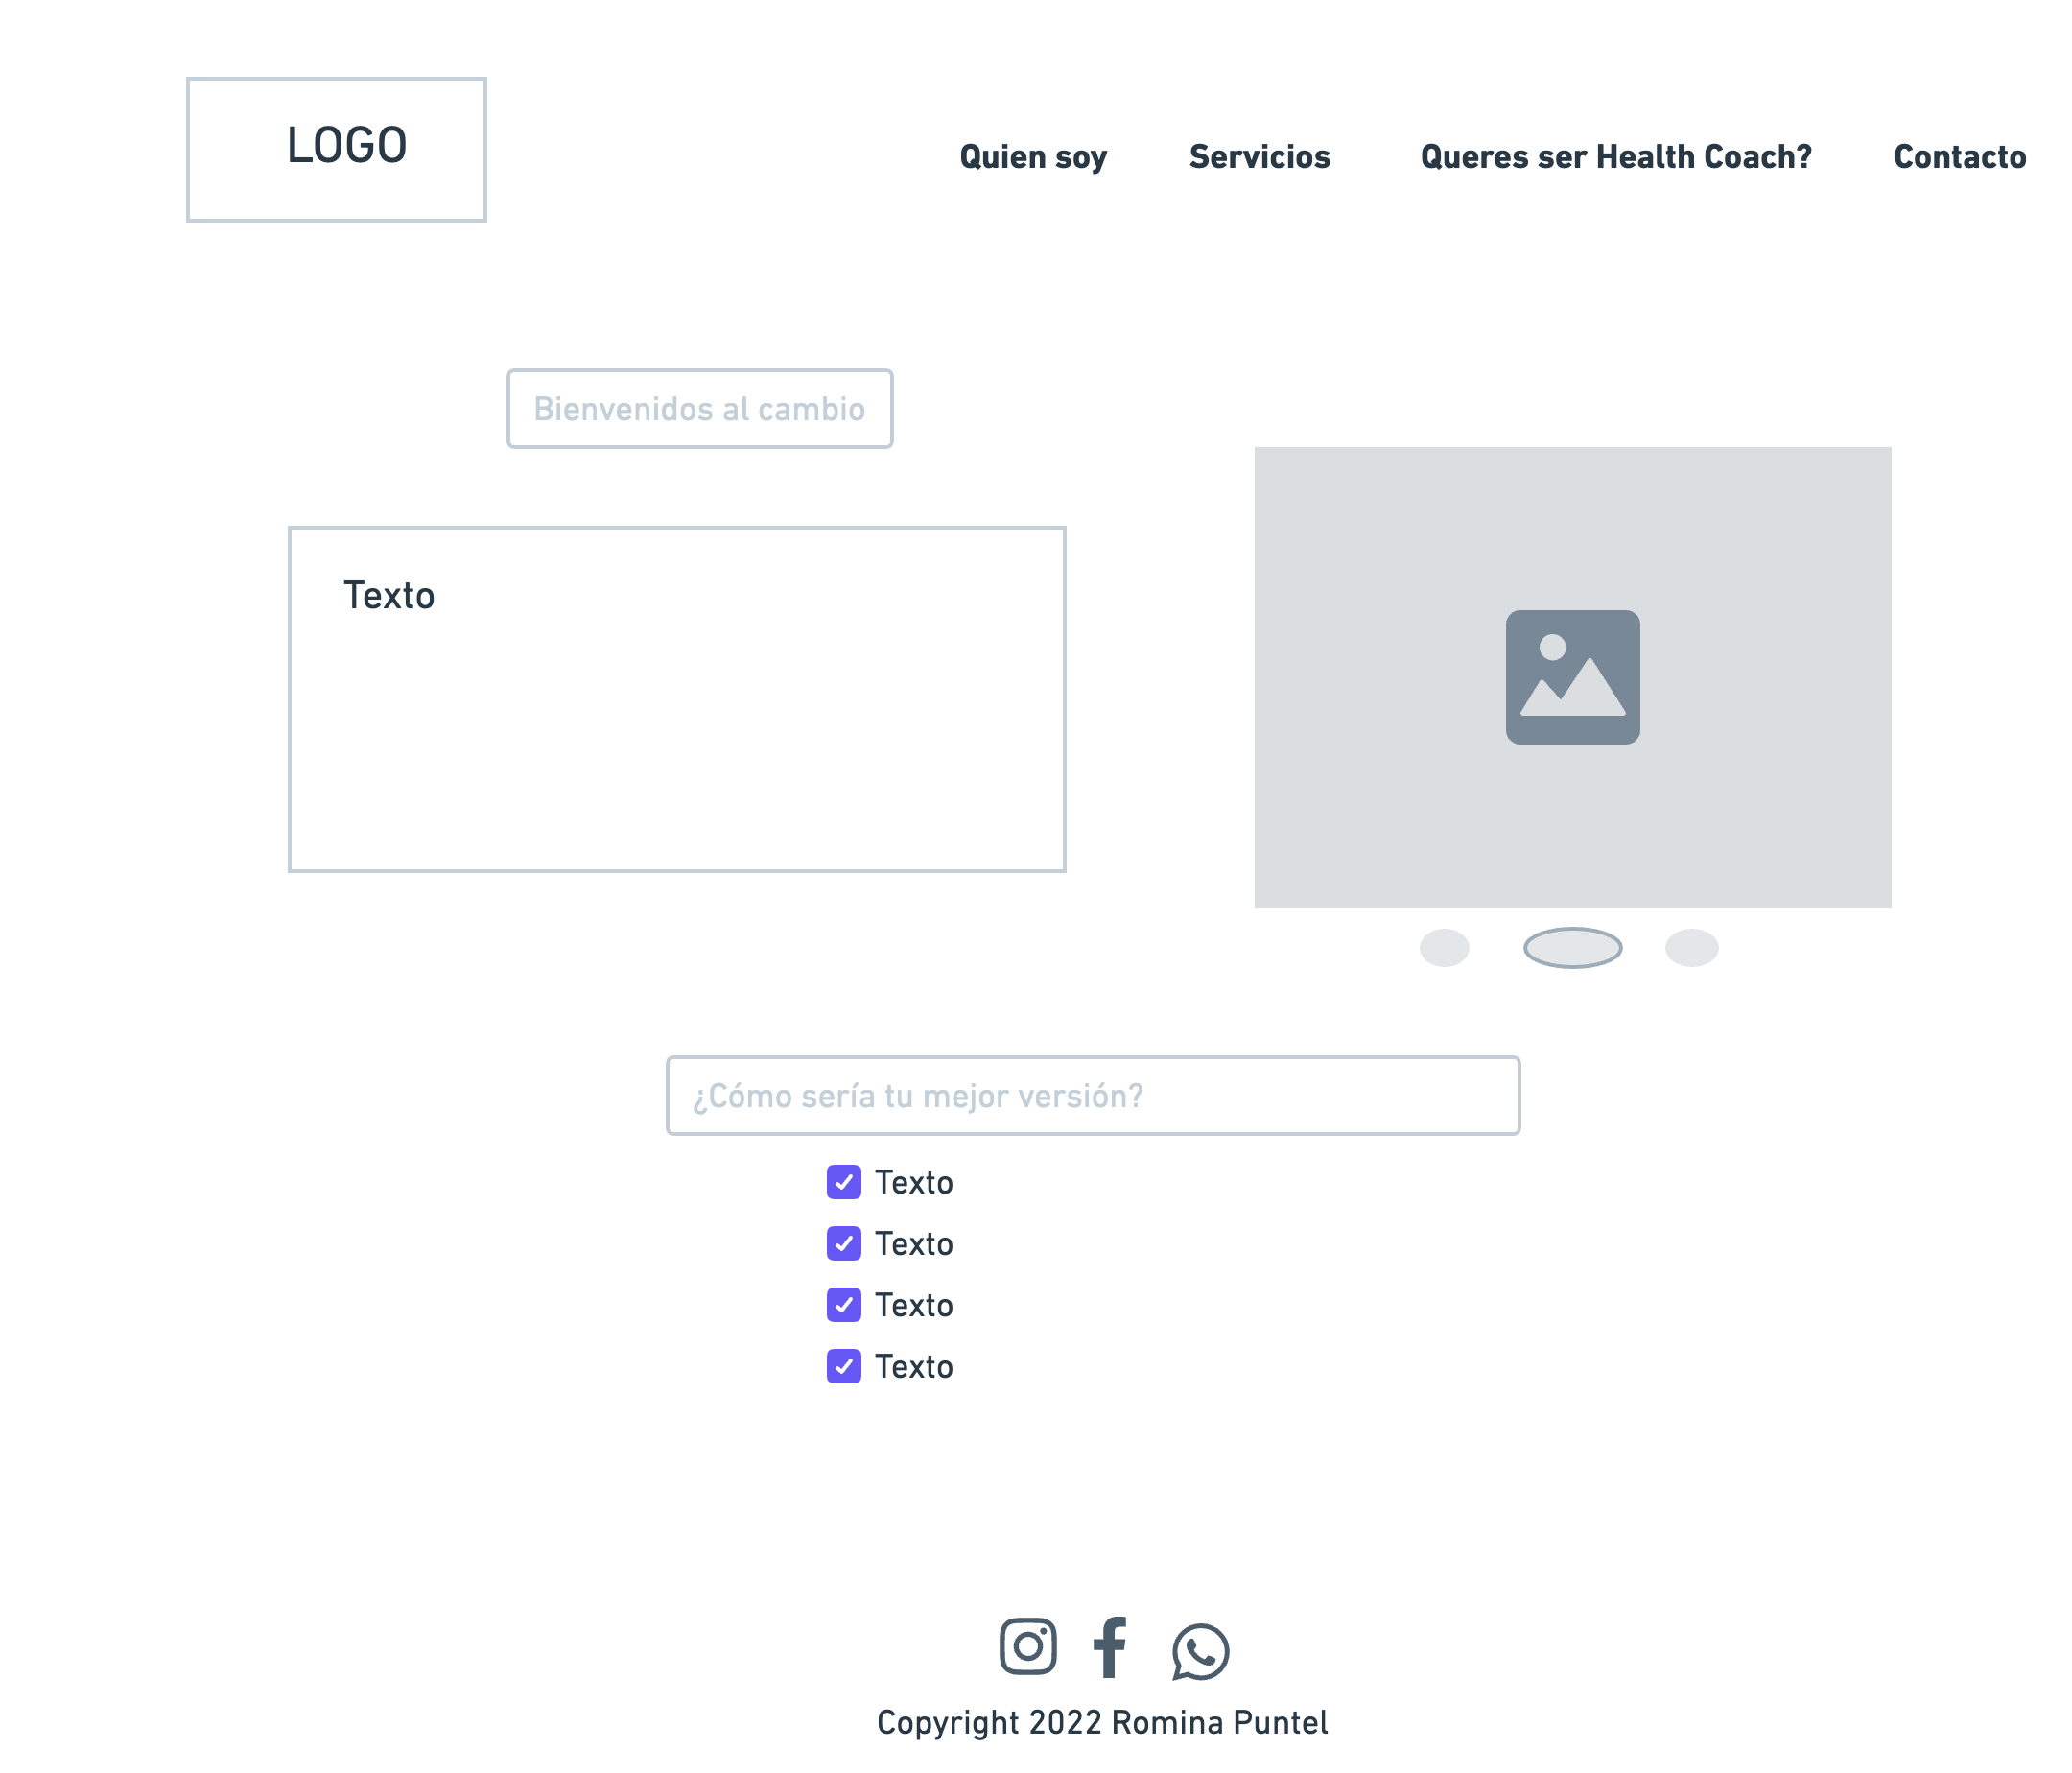 LOGO
Quien soy Servicios Queres ser Health Coach? Contacto
Bienvenidos al cambio
Texto
¿Cómo sería tu mejor versión?
Texto
Texto
Texto
Texto
Copyright 2022 Romina Puntel